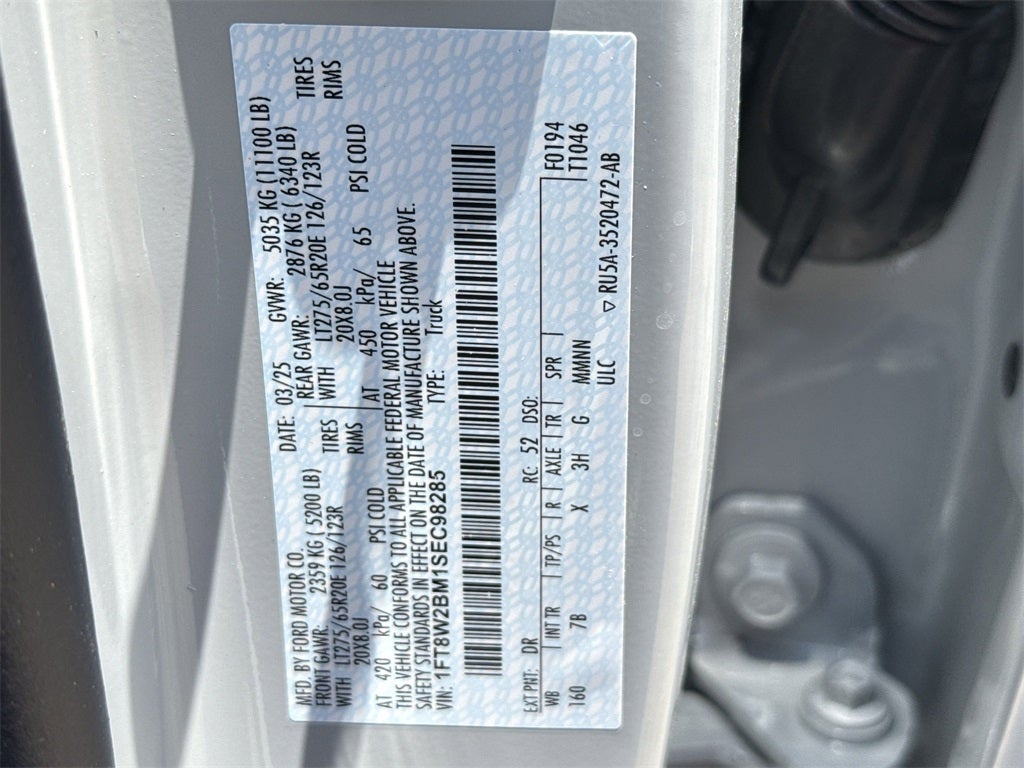 MFD. BY FORD MOTOR CO. DATE: 03/25 GVWR: 5035 KG (11100 LB)
FRONT GAWR: 2359 KG ( 5200 LB) REAR GAWR: 2876 KG ( 6340 LB)
WITH LT275/65R20E 126/123R TIRES WITH LT275/65R20E 126/123R TIRES
20X8.0J RIMS 20X8.0J RIMS
AT 420 kPa/ 60 PSI COLD AT 450 kPa/ 65 PSI COLD
THIS VEHICLE CONFORMS TO ALL APPLICABLE FEDERAL MOTOR VEHICLE
SAFETY STANDARDS IN EFFECT ON THE DATE OF MANUFACTURE SHOWN ABOVE.
VIN: 1FT8W2BM1SEC98285 TYPE: Truck
EXT PNT: DR RC: 52 DSO: F0194
WB INT TR TP/PS R AXLE TR SPR T1046
160 7B X 3H G MMNNN
ULC ▽ RU5A-3520472-AB